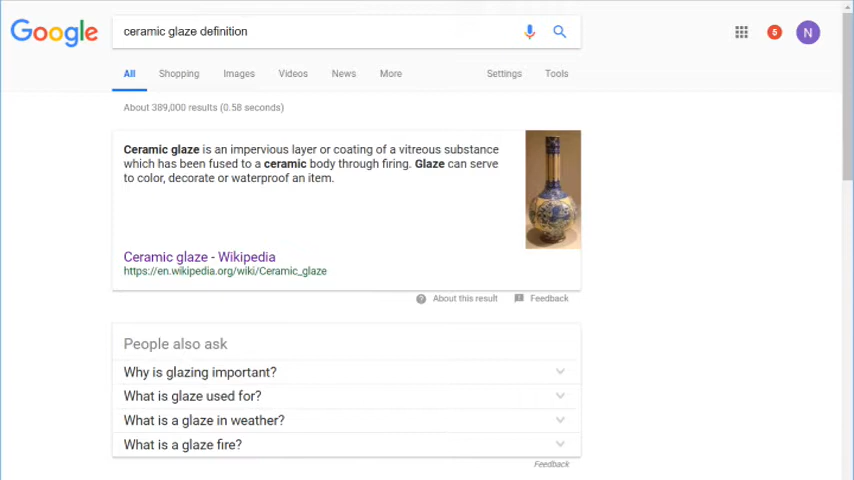 Google
ceramic glaze definition
5
N
All Shopping Images Videos News More Settings Tools
About 389,000 results (0.58 seconds)
Ceramic glaze is an impervious layer or coating of a vitreous substance
which has been fused to a ceramic body through firing. Glaze can serve
to color, decorate or waterproof an item.
Ceramic glaze - Wikipedia
https://en.wikipedia.org/wiki/Ceramic_glaze
About this result Feedback
People also ask
Why is glazing important?
What is glaze used for?
What is a glaze in weather?
What is a glaze fire?
Feedback